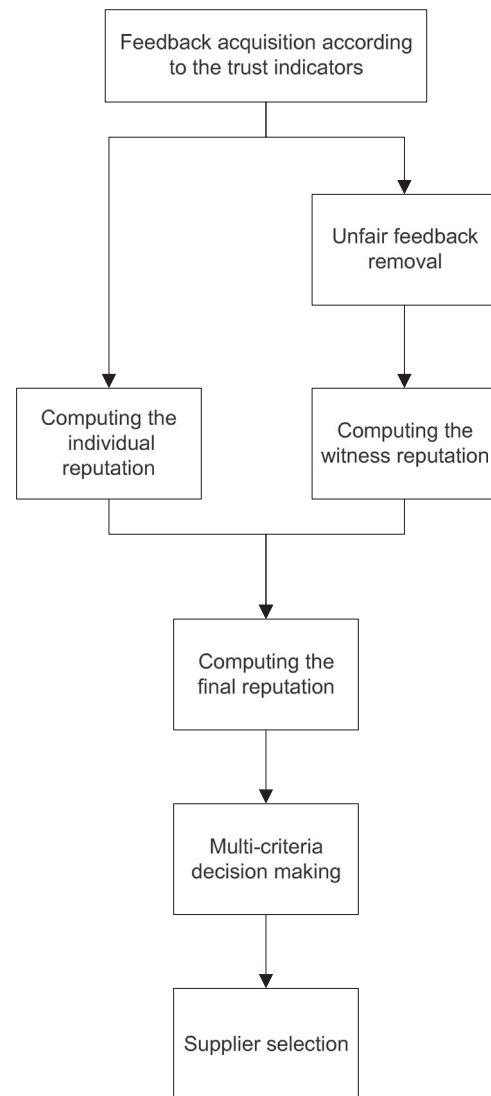 Feedback acquisition according
to the trust indicators
Unfair feedback
removal
Computing the
individual
reputation
Computing the
witness reputation
Computing the
final reputation
Multi-criteria
decision making
Supplier selection